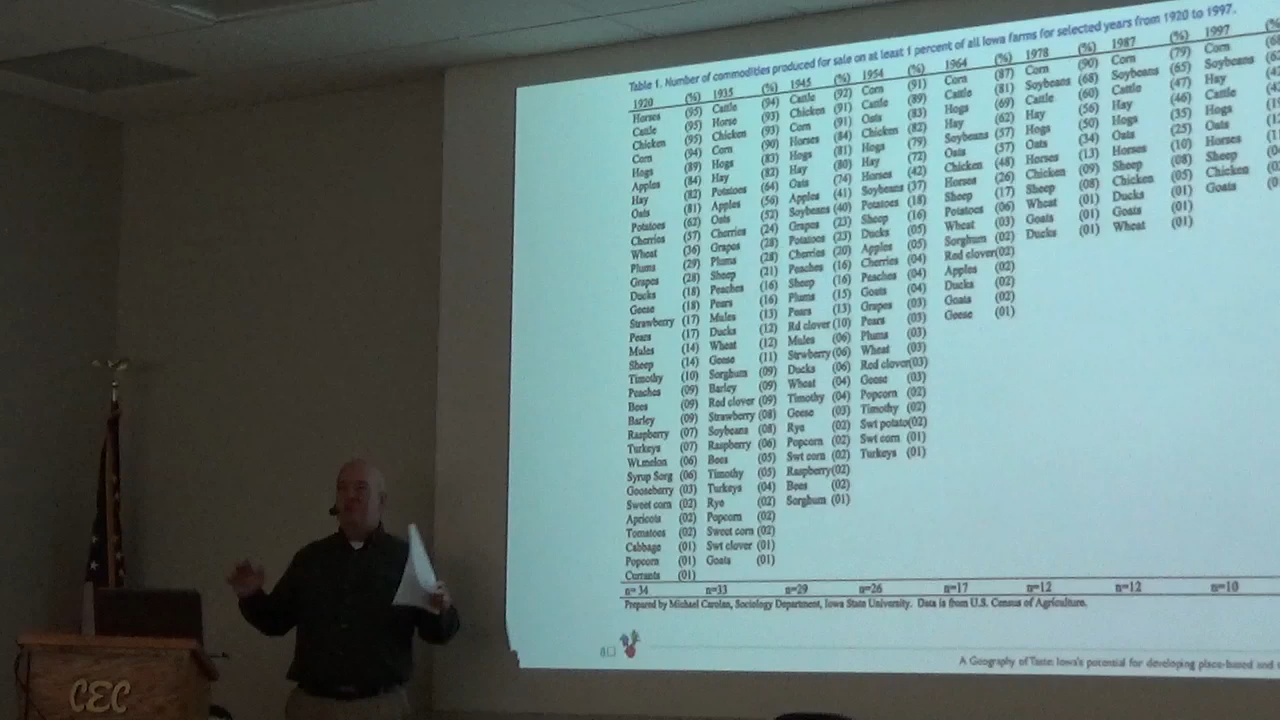 Table 1. Number of commodities produced for sale on at least 1 percent of all Iowa farms for selected years from 1920 to 1997.
1920 (%) 1935 (%) 1945 (%) 1954 (%) 1964 (%) 1978 (%) 1987 (%) 1997
Horses (95) Cattle (94) Cattle (92) Corn (91) Corn (87) Corn (90) Corn (79) Corn
Cattle (95) Horse (93) Chicken (91) Cattle (89) Cattle (81) Soybeans (68) Soybeans (65) Soybeans
Chicken (95) Chicken (93) Corn (91) Oats (83) Hogs (69) Cattle (60) Cattle (47) Hay
Corn (94) Corn (90) Horses (84) Chicken (82) Hay (62) Hay (56) Hay (46) Cattle
Hogs (89) Hogs (83) Hogs (81) Hogs (79) Soybeans (57) Hogs (50) Hogs (35) Hogs
Apples (84) Hay (82) Hay (80) Hay (72) Oats (57) Oats (34) Oats (25) Oats
Hay (82) Potatoes (64) Oats (74) Horses (42) Chicken (48) Horses (13) Horses (10) Horses
Oats (81) Apples (56) Apples (41) Soybeans (37) Horses (26) Chicken (09) Sheep (08) Sheep
Potatoes (62) Oats (52) Soybeans (40) Potatoes (18) Sheep (17) Sheep (08) Chicken (05) Chicken
Cherries (57) Cherries (24) Grapes (23) Sheep (16) Potatoes (06) Wheat (01) Ducks (01) Goats
Wheat (36) Grapes (28) Potatoes (23) Ducks (05) Wheat (03) Goats (01) Goats (01)
Plums (29) Plums (28) Cherries (20) Apples (05) Sorghum (02) Ducks (01) Wheat (01)
Grapes (28) Sheep (21) Peaches (16) Cherries (04) Red clover(02)
Ducks (18) Peaches (16) Sheep (16) Peaches (04) Apples (02)
Geese (18) Pears (16) Plums (15) Goats (04) Ducks (02)
Strawberry (17) Mules (13) Pears (13) Grapes (03) Goats (02)
Pears (17) Ducks (12) Rd clover (10) Pears (03) Geese (01)
Mules (14) Wheat (12) Mules (06) Plums (03)
Sheep (14) Geese (11) Strwberry (06) Wheat (03)
Timothy (10) Sorghum (09) Ducks (06) Red clover(03)
Peaches (09) Barley (09) Wheat (04) Geese (03)
Bees (09) Red clover (09) Timothy (04) Popcorn (02)
Barley (09) Strawberry (08) Geese (03) Timothy (02)
Raspberry (07) Soybeans (08) Rye (02) Swt potato(02)
Turkeys (07) Raspberry (06) Popcorn (02) Swt corn (01)
Wtmelon (06) Bees (05) Swt corn (02) Turkeys (01)
Syrup Sorg (06) Timothy (05) Raspberry(02)
Gooseberry (03) Turkeys (04) Bees (02)
Sweet corn (02) Rye (02) Sorghum (01)
Apricots (02) Popcorn (02)
Tomatoes (02) Sweet corn (02)
Cabbage (01) Swt clover (01)
Popcorn (01) Goats (01)
Currants (01)
n=34 n=33 n=29 n=26 n=17 n=12 n=12 n=10
Prepared by Michael Carolan, Sociology Department, Iowa State University. Data is from U.S. Census of Agriculture.
A Geography of Taste: Iowa's potential for developing place-based and
CEC